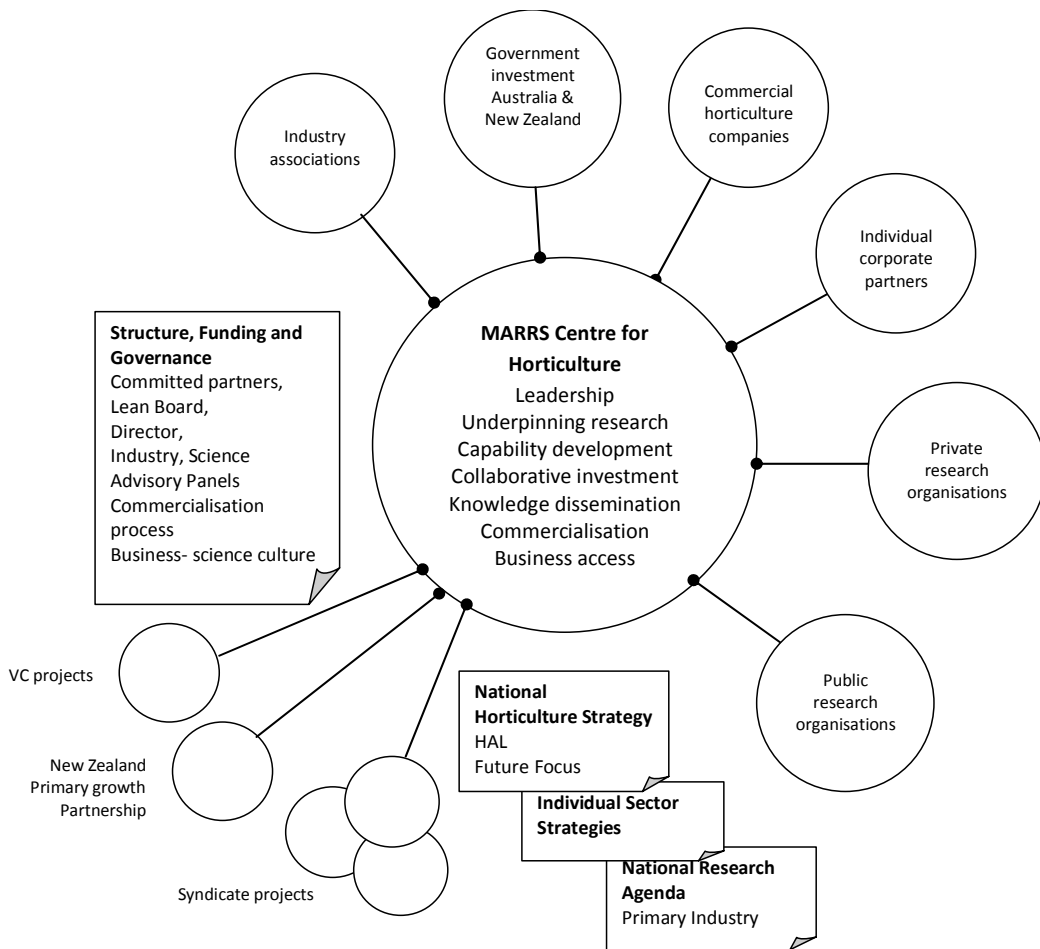 Government
investment
Australia &
New Zealand
Commercial
horticulture
companies
Industry
associations
Individual
corporate
partners
Structure, Funding and
Governance
Committed partners,
Lean Board,
Director,
Industry, Science
Advisory Panels
Commercialisation
process
Business- science culture
MARRS Centre for
Horticulture
Leadership
Underpinning research
Capability development
Collaborative investment
Knowledge dissemination
Commercialisation
Business access
Private
research
organisations
Public
research
organisations
VC projects
New Zealand
Primary growth
Partnership
Syndicate projects
National
Horticulture Strategy
HAL
Future Focus
Individual Sector
Strategies
National Research
Agenda
Primary Industry